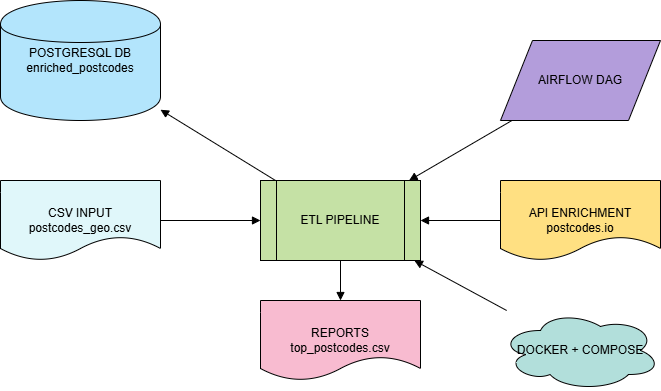 POSTGRESQL DB
enriched_postcodes
AIRFLOW DAG
CSV INPUT
postcodes_geo.csv
ETL PIPELINE
API ENRICHMENT
postcodes.io
REPORTS
top_postcodes.csv
DOCKER + COMPOSE